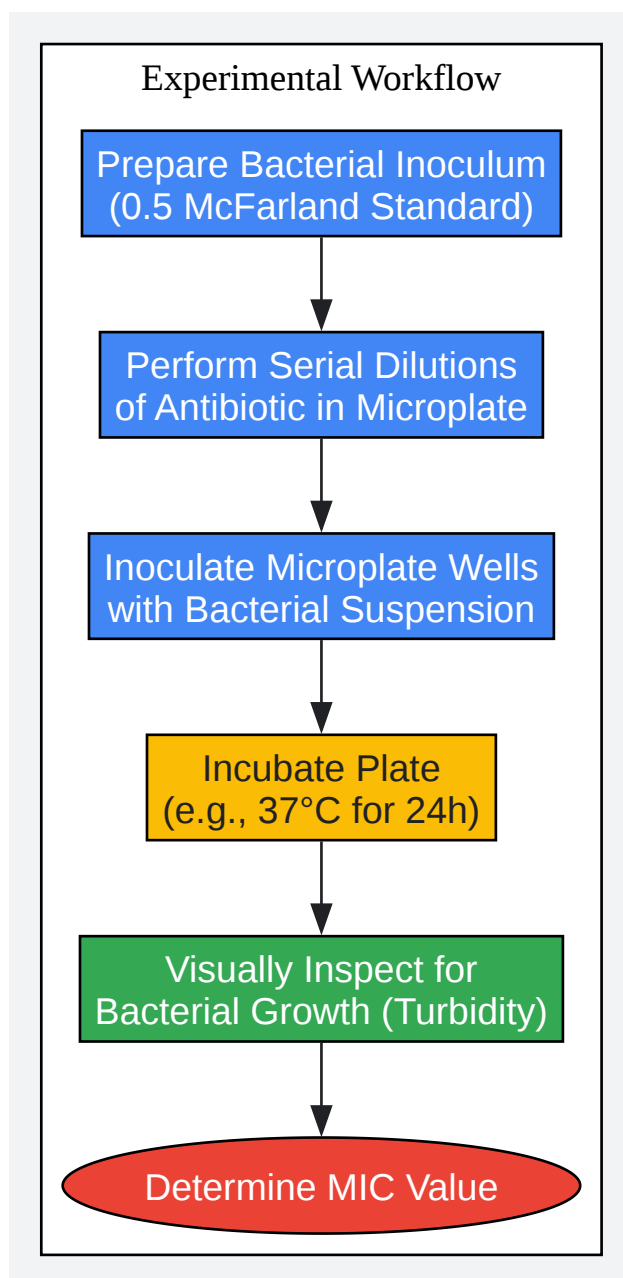 Experimental Workflow
Prepare Bacterial Inoculum
(0.5 McFarland Standard)
Perform Serial Dilutions
of Antibiotic in Microplate
Inoculate Microplate Wells
with Bacterial Suspension
Incubate Plate
(e.g., 37°C for 24h)
Visually Inspect for
Bacterial Growth (Turbidity)
Determine MIC Value